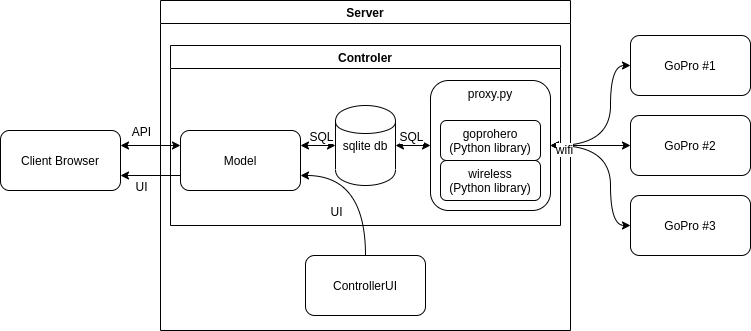 Server
Controler
Client Browser
API
UI
Model
SQL
sqlite db
SQL
proxy.py
goprohero
(Python library)
wireless
(Python library)
wifi
GoPro #1
GoPro #2
GoPro #3
UI
ControllerUI